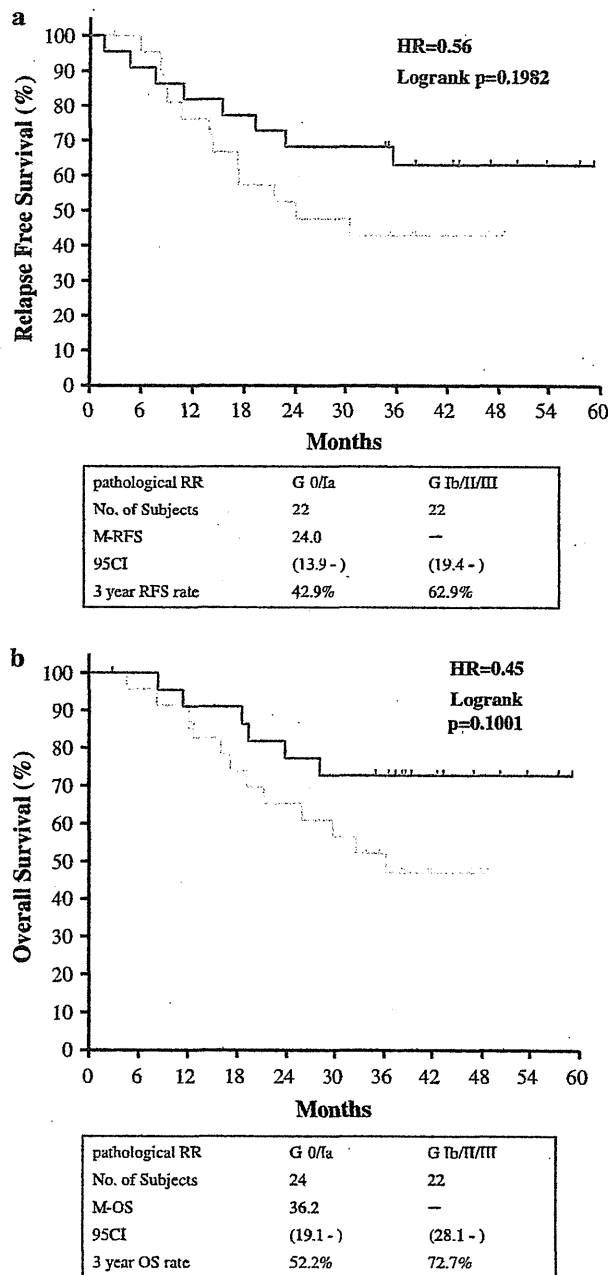 a
HR=0.56
Logrank p=0.1982
Relapse Free Survival (%)
100
90
80
70
60
50
40
30
20
10
0
0 6 12 18 24 30 36 42 48 54 60
Months
pathological RR G 0/Ia G Ib/II/III
No. of Subjects 22 22
M-RFS 24.0 —
95CI (13.9 - ) (19.4 - )
3 year RFS rate 42.9% 62.9%
b
HR=0.45
Logrank
p=0.1001
Overall Survival (%)
100
90
80
70
60
50
40
30
20
10
0
0 6 12 18 24 30 36 42 48 54 60
Months
pathological RR G 0/Ia G Ib/II/III
No. of Subjects 24 22
M-OS 36.2 —
95CI (19.1 - ) (28.1 - )
3 year OS rate 52.2% 72.7%